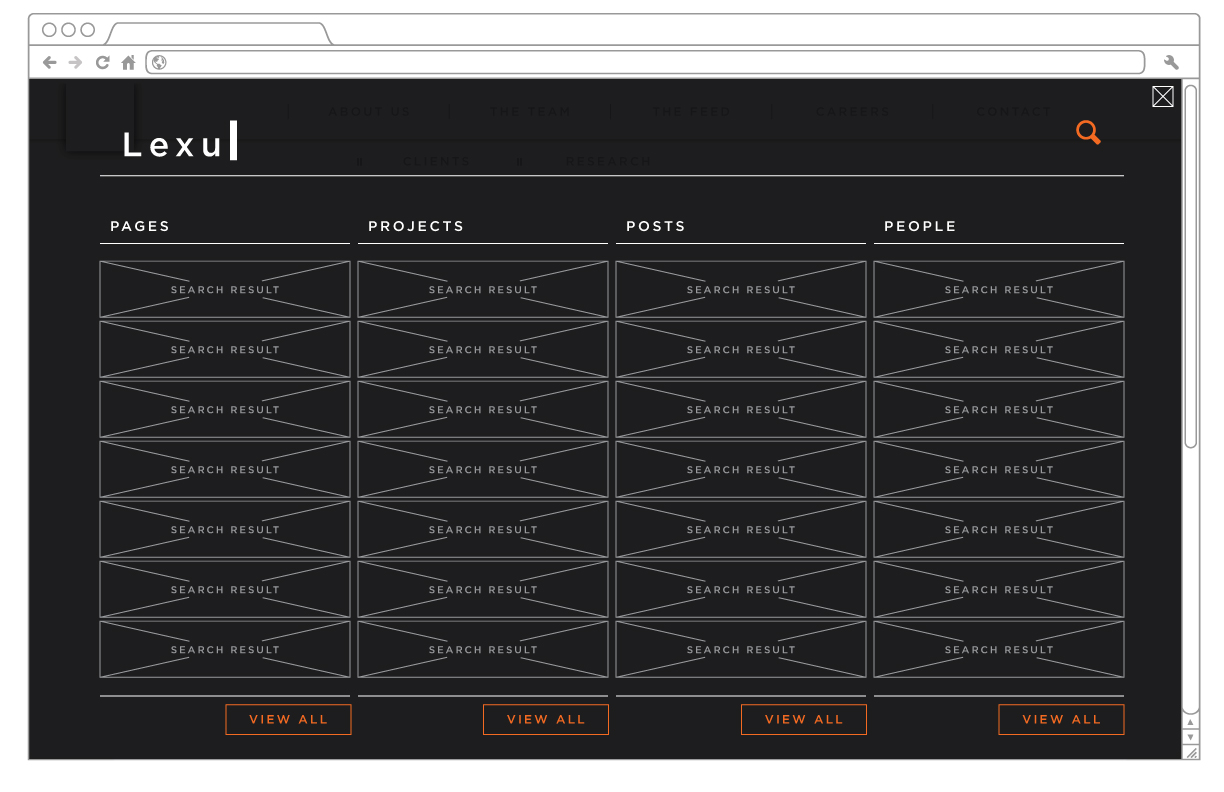 ABOUT US THE TEAM THE FEED CAREERS CONTACT
Lexu
CLIENTS RESEARCH
PAGES PROJECTS POSTS PEOPLE
SEARCH RESULT SEARCH RESULT SEARCH RESULT SEARCH RESULT
SEARCH RESULT SEARCH RESULT SEARCH RESULT SEARCH RESULT
SEARCH RESULT SEARCH RESULT SEARCH RESULT SEARCH RESULT
SEARCH RESULT SEARCH RESULT SEARCH RESULT SEARCH RESULT
SEARCH RESULT SEARCH RESULT SEARCH RESULT SEARCH RESULT
SEARCH RESULT SEARCH RESULT SEARCH RESULT SEARCH RESULT
SEARCH RESULT SEARCH RESULT SEARCH RESULT SEARCH RESULT
VIEW ALL VIEW ALL VIEW ALL VIEW ALL